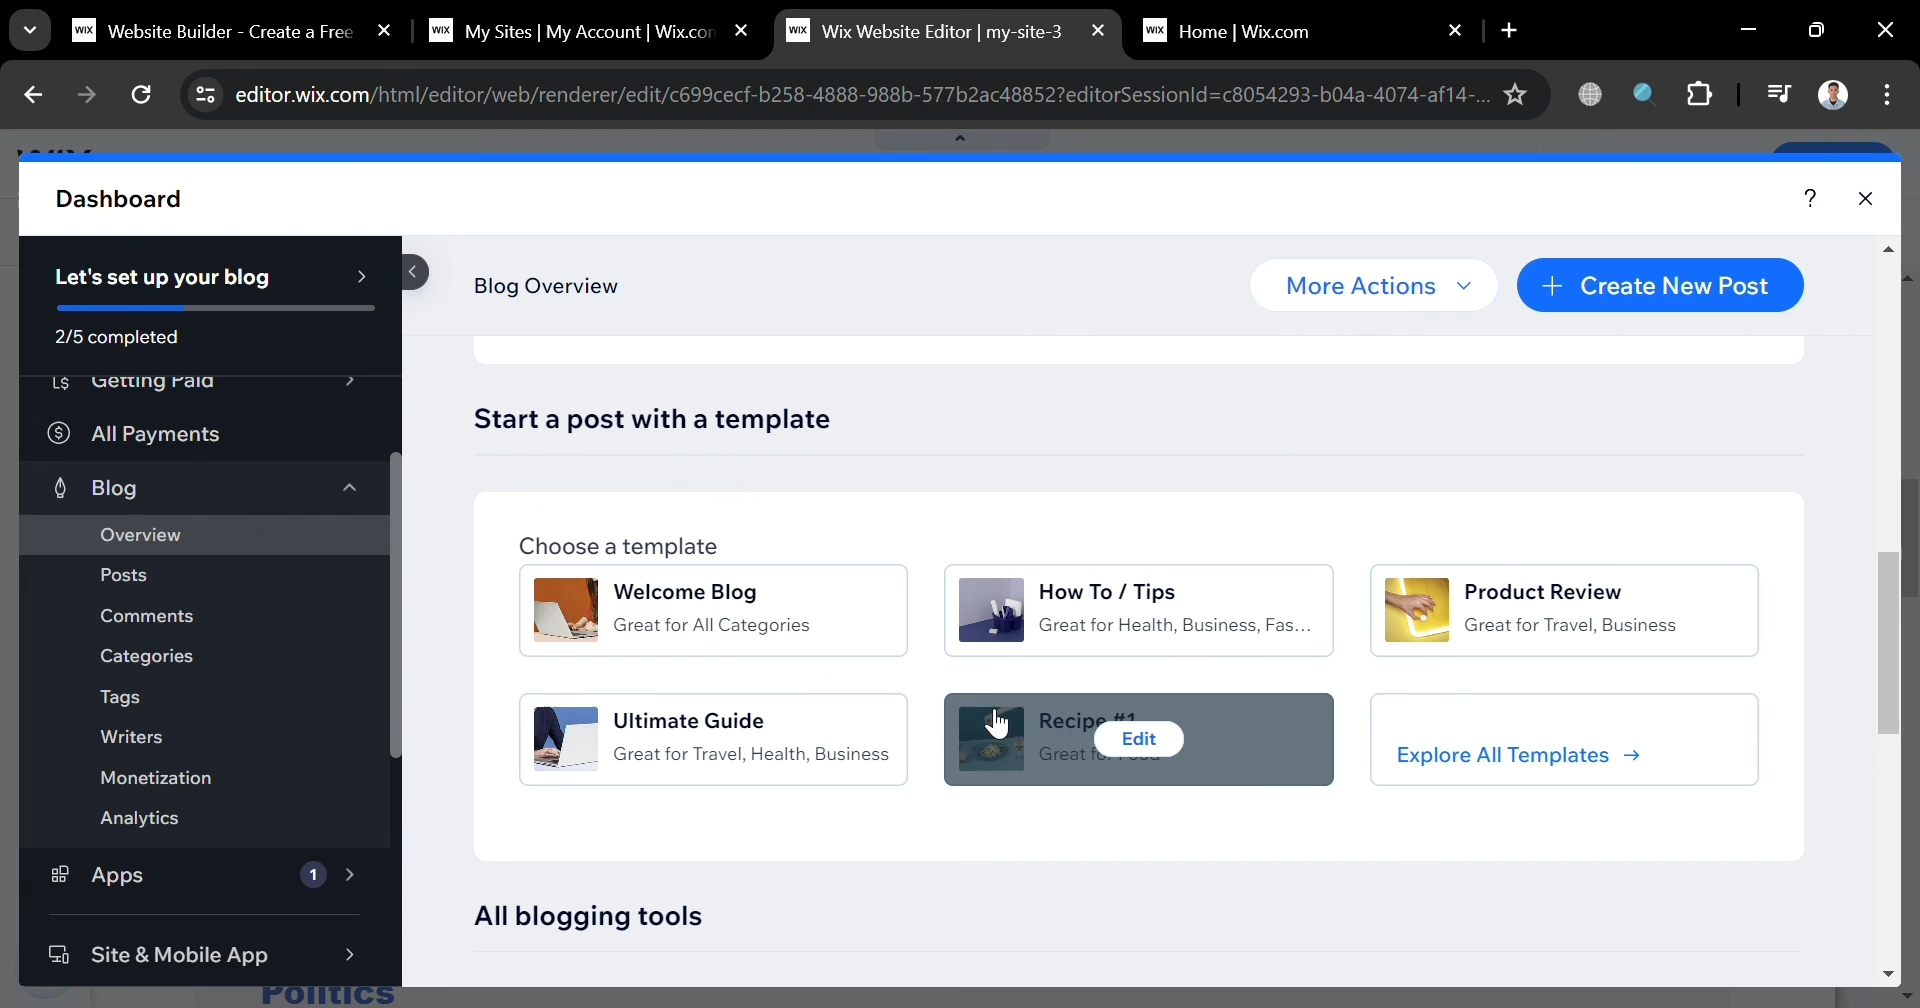 WIX Website Builder - Create a Free
WIX My Sites | My Account | Wix.com
WIX Wix Website Editor | my-site-3
WIX Home | Wix.com
editor.wix.com/html/editor/web/renderer/edit/c699cecf-b258-4888-988b-577b2ac48852?editorSessionId=c8054293-b04a-4074-af14-...
Dashboard
?
Let's set up your blog
2/5 completed
Getting Paid
All Payments
Blog
Overview
Posts
Comments
Categories
Tags
Writers
Monetization
Analytics
Apps 1
Site & Mobile App
Blog Overview
More Actions
+ Create New Post
Start a post with a template
Choose a template
Welcome Blog
Great for All Categories
How To / Tips
Great for Health, Business, Fas...
Product Review
Great for Travel, Business
Ultimate Guide
Great for Travel, Health, Business
Recipe #1
Edit
Great for Food
Explore All Templates →
All blogging tools
Politics